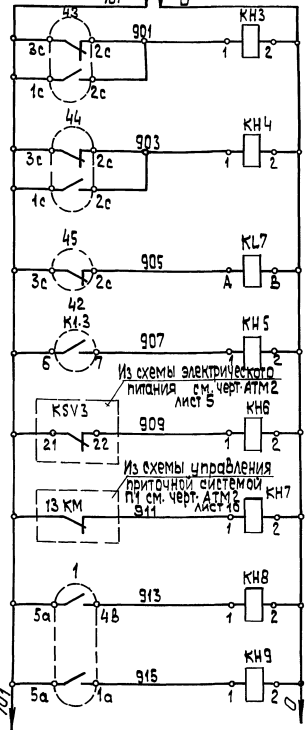 43
901
КН3
3с 2с
1 2
1с 2с
44
903
КН4
3с 2с
1 2
1с 2с
45
905
KL7
3с 2с
А В
42
К1.3
907
КН5
6 7
1 2
Из схемы электрического
питания см. черт. АТМ2
лист 5
KSV3
909
КН6
21 22
1 2
Из схемы управления
приточной системой
П1 см. черт. АТМ2
лист 16
КН7
13 КМ
911
1 2
1
913
КН8
5а 4в
1 2
915
КН9
5а 1а
1 2
701
0